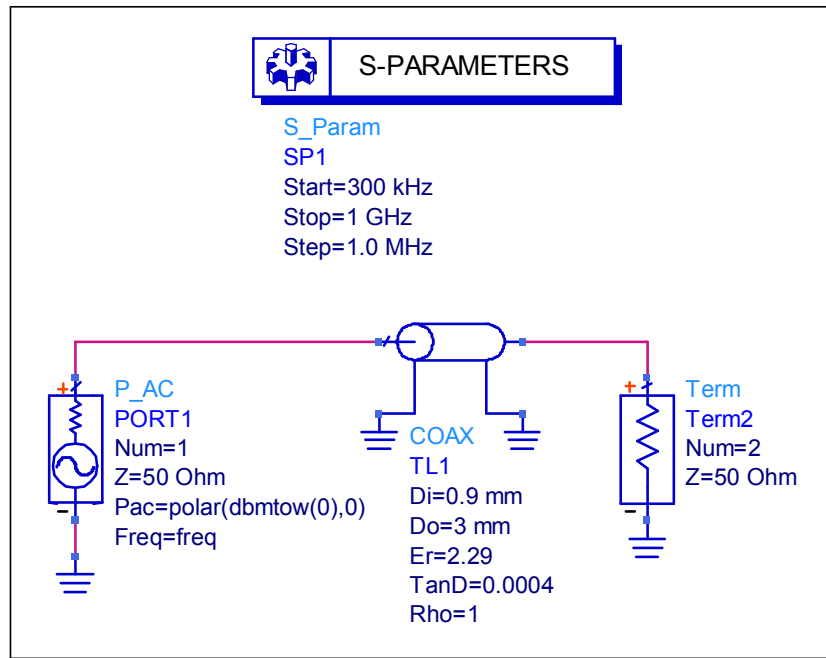 S-PARAMETERS
S_Param
SP1
Start=300 kHz
Stop=1 GHz
Step=1.0 MHz
+
P_AC
PORT1
Num=1
Z=50 Ohm
Pac=polar(dbmtow(0),0)
Freq=freq
-
COAX
TL1
Di=0.9 mm
Do=3 mm
Er=2.29
TanD=0.0004
Rho=1
+
Term
Term2
Num=2
Z=50 Ohm
-